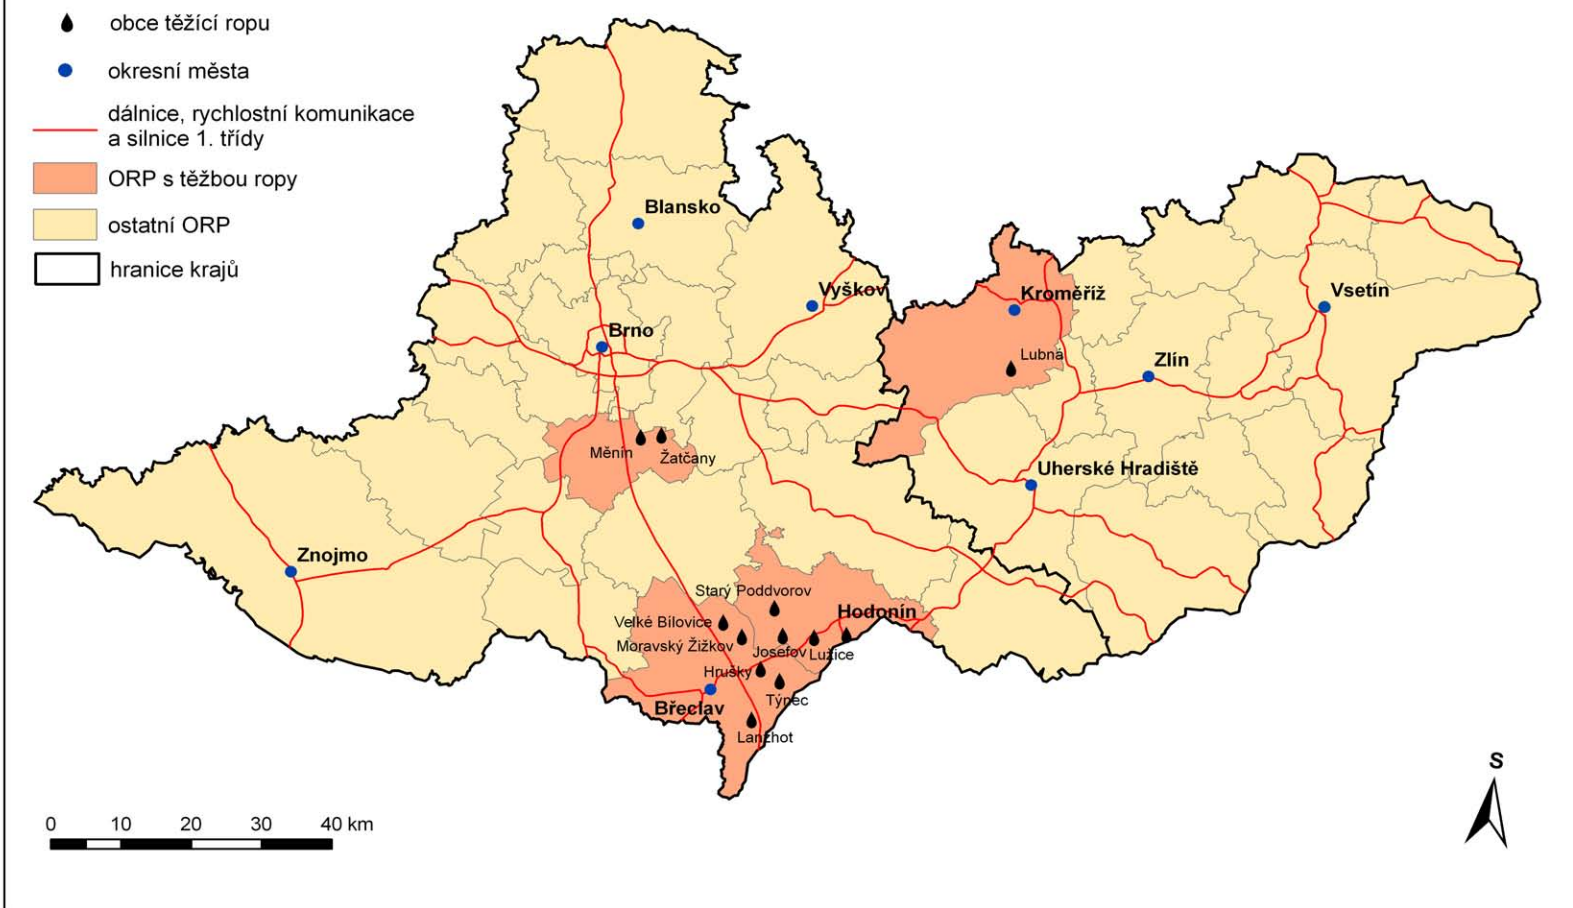 obce těžící ropu
okresní města
dálnice, rychlostní komunikace
a silnice 1. třídy
ORP s těžbou ropy
ostatní ORP
hranice krajů
Blansko
Vyškov
Kroměříž
Vsetín
Brno
Lubná
Zlín
Měnín
Žatčany
Uherské Hradiště
Znojmo
Starý Poddvorov
Hodonín
Velké Bílovice
Moravský Žižkov
Josefov
Lužice
Hrušky
Týnec
Břeclav
Lanžhot
S
0 10 20 30 40 km